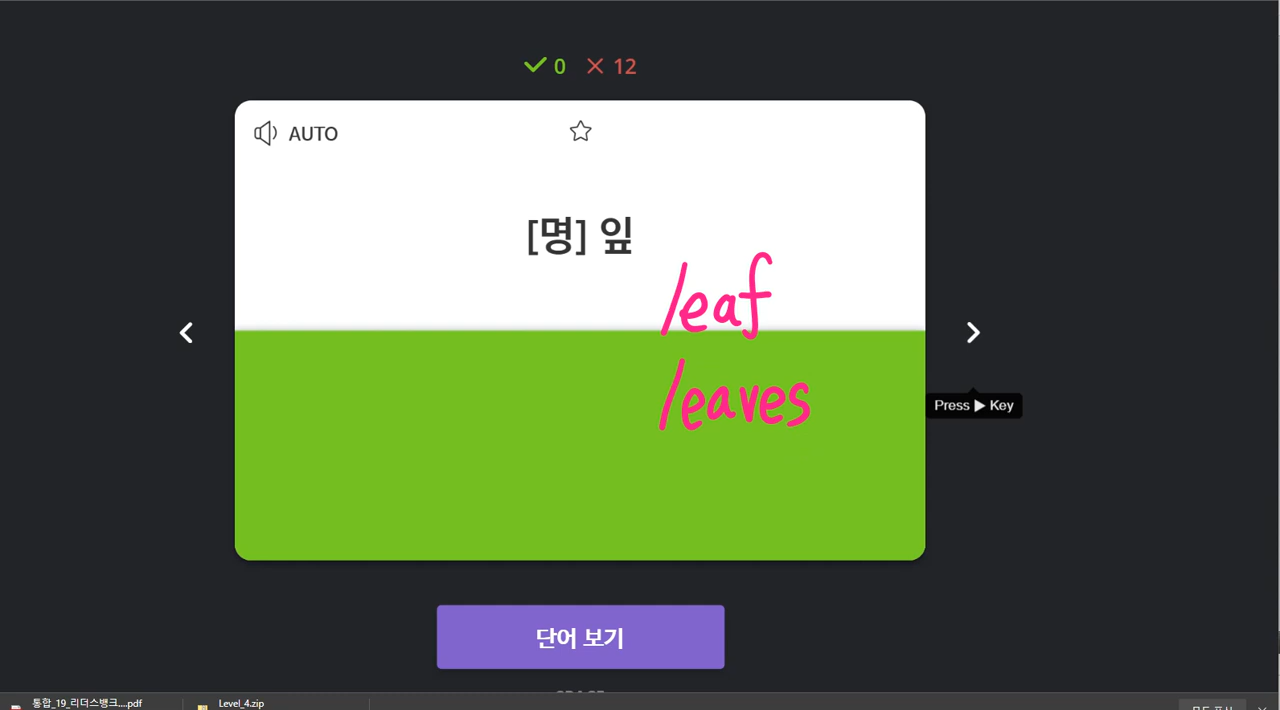 0 12
AUTO
[명] 잎
leaf
leaves
Press ▶ Key
단어 보기
통합_19_리더스뱅크....pdf Level_4.zip